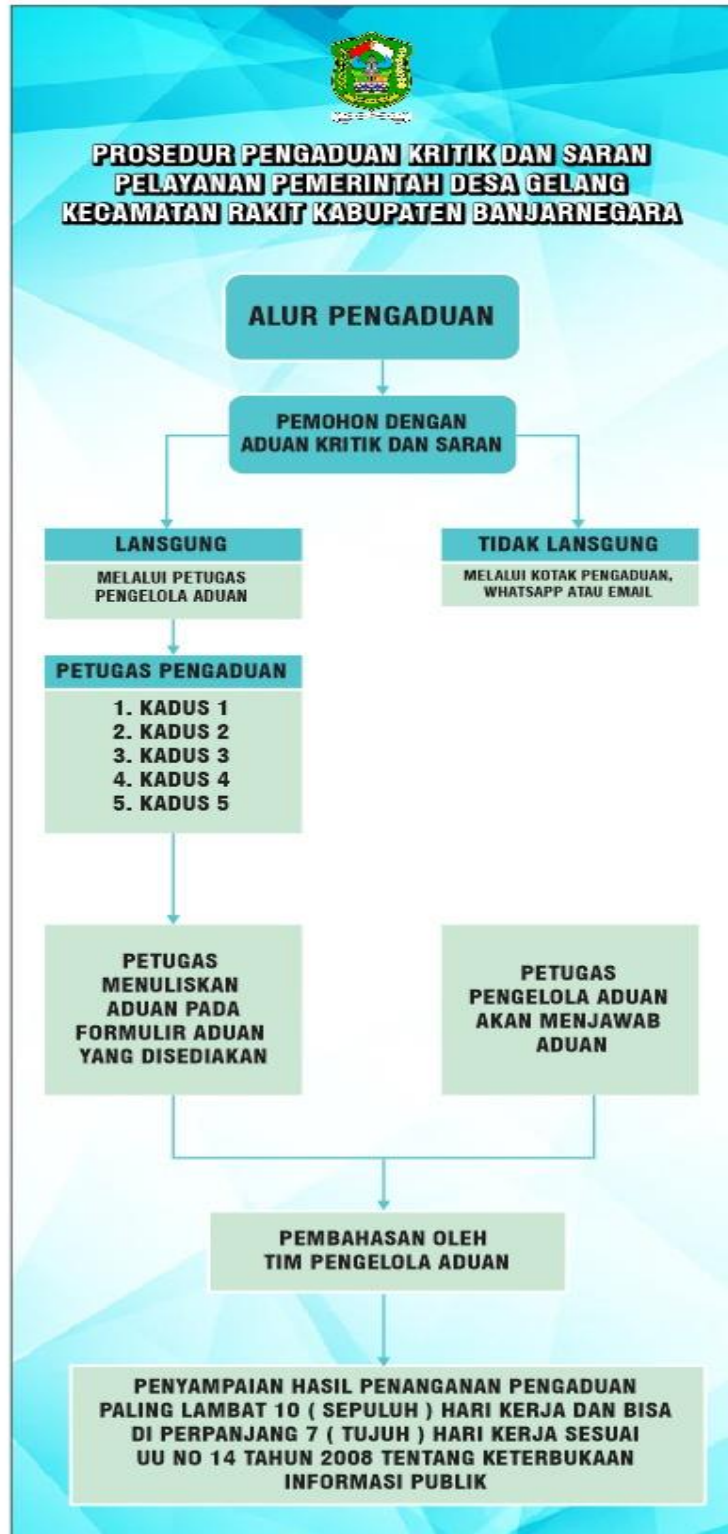 PROSEDUR PENGADUAN KRITIK DAN SARAN
PELAYANAN PEMERINTAH DESA GELANG
KECAMATAN RAKIT KABUPATEN BANJARNEGARA
ALUR PENGADUAN
PEMOHON DENGAN
ADUAN KRITIK DAN SARAN
LANSGUNG
MELALUI PETUGAS
PENGELOLA ADUAN
TIDAK LANSGUNG
MELALUI KOTAK PENGADUAN,
WHATSAPP ATAU EMAIL
PETUGAS PENGADUAN
1. KADUS 1
2. KADUS 2
3. KADUS 3
4. KADUS 4
5. KADUS 5
PETUGAS
MENULISKAN
ADUAN PADA
FORMULIR ADUAN
YANG DISEDIAKAN
PETUGAS
PENGELOLA ADUAN
AKAN MENJAWAB
ADUAN
PEMBAHASAN OLEH
TIM PENGELOLA ADUAN
PENYAMPAIAN HASIL PENANGANAN PENGADUAN
PALING LAMBAT 10 ( SEPULUH ) HARI KERJA DAN BISA
DI PERPANJANG 7 ( TUJUH ) HARI KERJA SESUAI
UU NO 14 TAHUN 2008 TENTANG KETERBUKAAN
INFORMASI PUBLIK